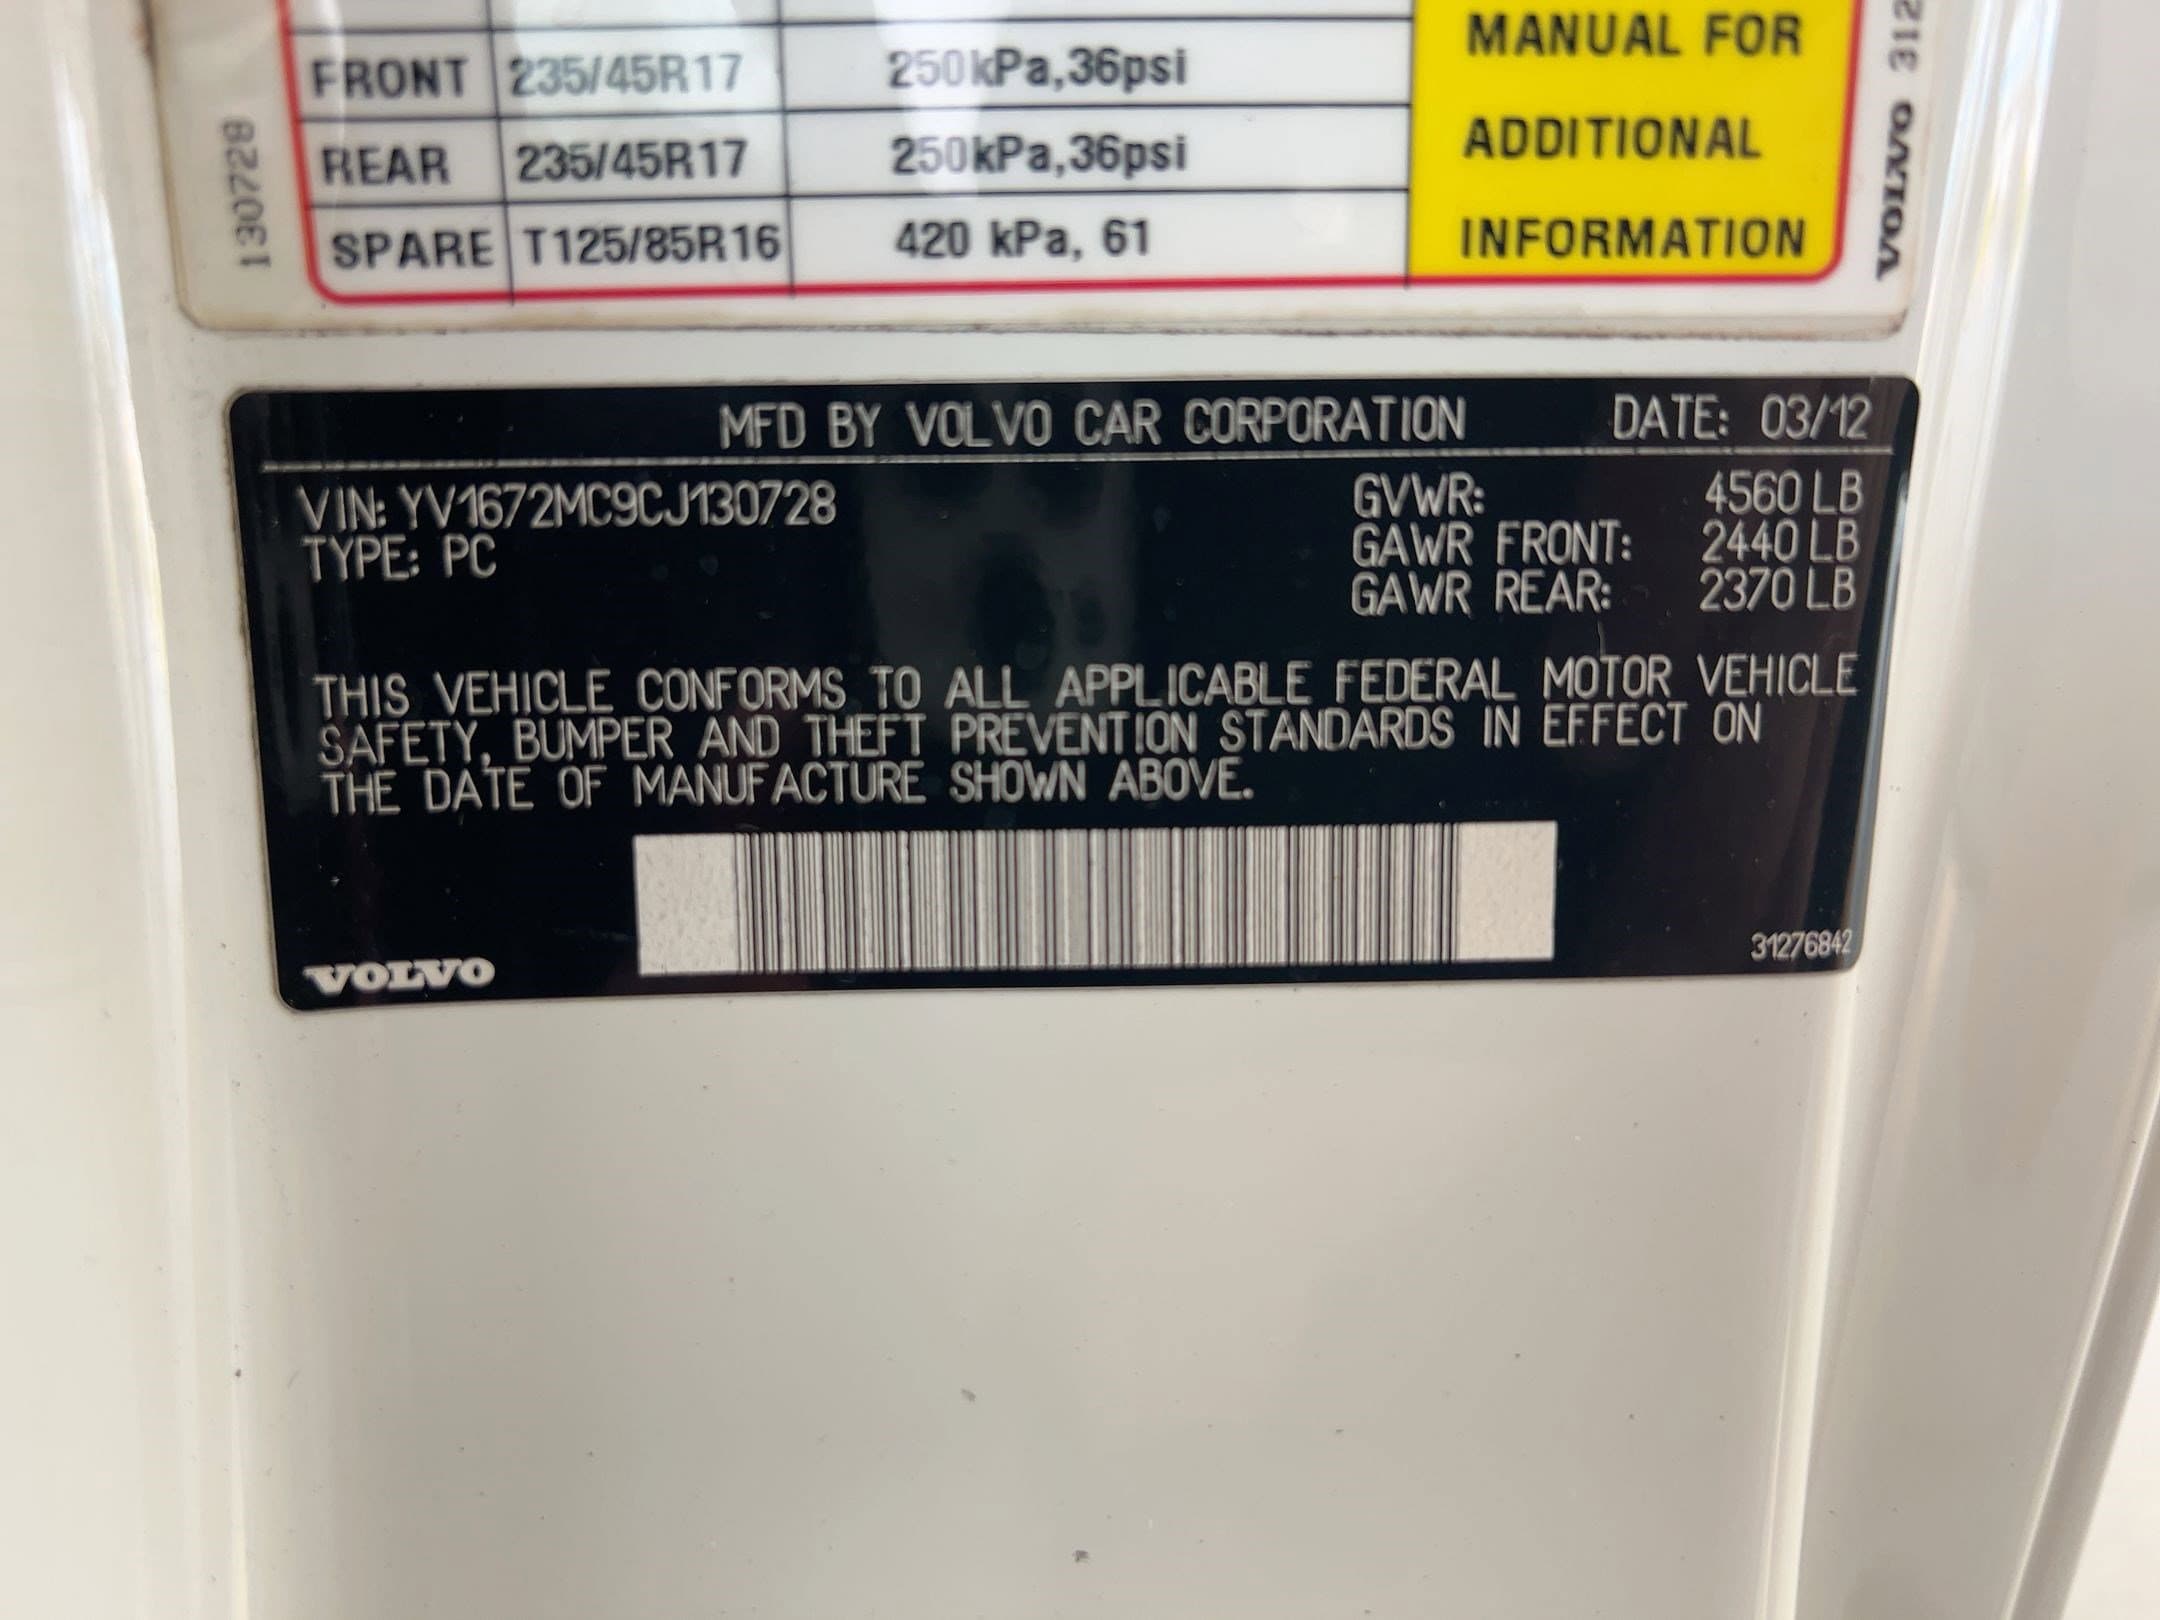 FRONT 235/45R17 250kPa,36psi
REAR 235/45R17 250kPa,36psi
SPARE T125/85R16 420 kPa, 61
MANUAL FOR
ADDITIONAL
INFORMATION
130728
VOLVO 312
MFD BY VOLVO CAR CORPORATION DATE: 03/12
VIN: YV1672MC9CJ130728 GVWR: 4560 LB
TYPE: PC GAWR FRONT: 2440 LB
GAWR REAR: 2370 LB
THIS VEHICLE CONFORMS TO ALL APPLICABLE FEDERAL MOTOR VEHICLE
SAFETY, BUMPER AND THEFT PREVENTION STANDARDS IN EFFECT ON
THE DATE OF MANUFACTURE SHOWN ABOVE.
VOLVO
31276842